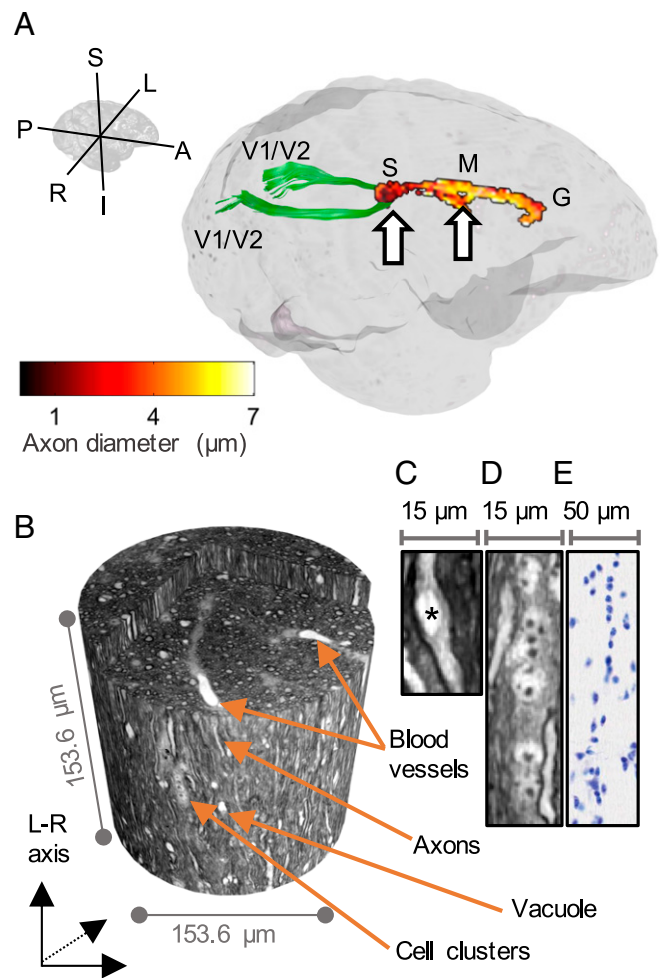 A
S
L
P
A
R
I
V1/V2
V1/V2
S
M
G
1
4
7
Axon diameter (μm)
B
C
D
E
15 μm
15 μm
50 μm
*
153.6 μm
Blood
vessels
L-R
axis
Axons
Vacuole
153.6 μm
Cell clusters